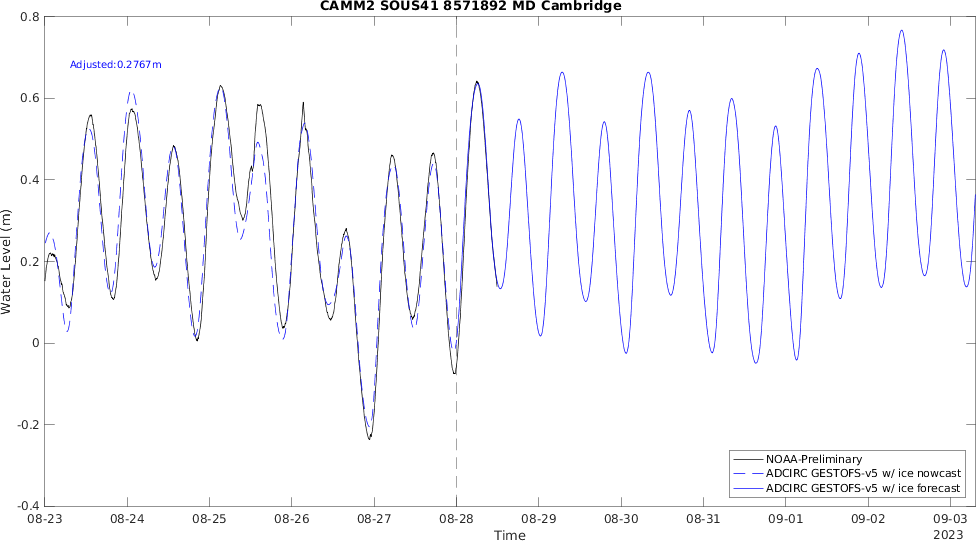 CAMM2 SOUS41 8571892 MD Cambridge
Adjusted:0.2767m
Water Level (m)
0.8
0.6
0.4
0.2
0
-0.2
-0.4
NOAA-Preliminary
ADCIRC GESTOFS-v5 w/ ice nowcast
ADCIRC GESTOFS-v5 w/ ice forecast
08-23 08-24 08-25 08-26 08-27 08-28 08-29 08-30 08-31 09-01 09-02 09-03
Time
2023